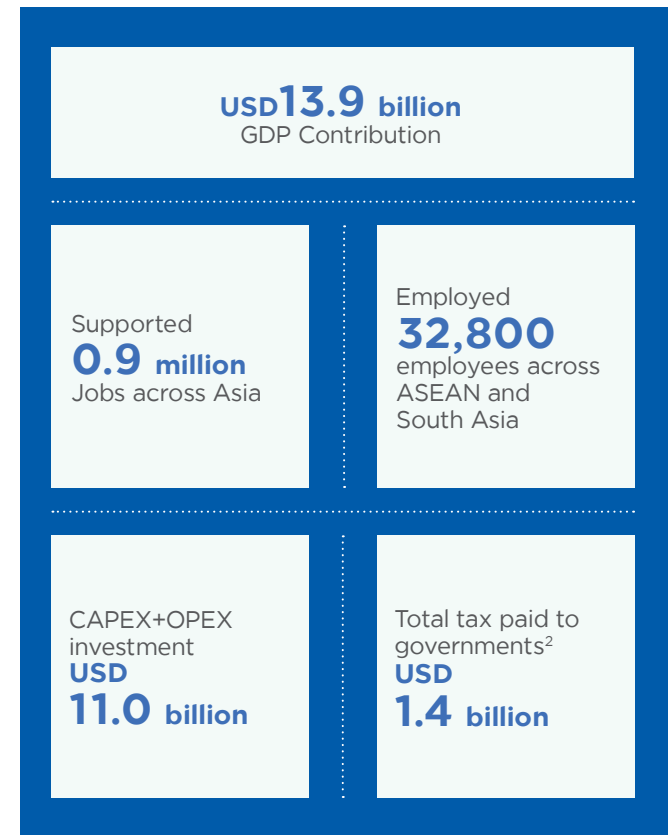 USD13.9 billion
GDP Contribution
Supported
0.9 million
Jobs across Asia
Employed
32,800
employees across
ASEAN and
South Asia
CAPEX+OPEX
investment
USD
11.0 billion
Total tax paid to
governments²
USD
1.4 billion